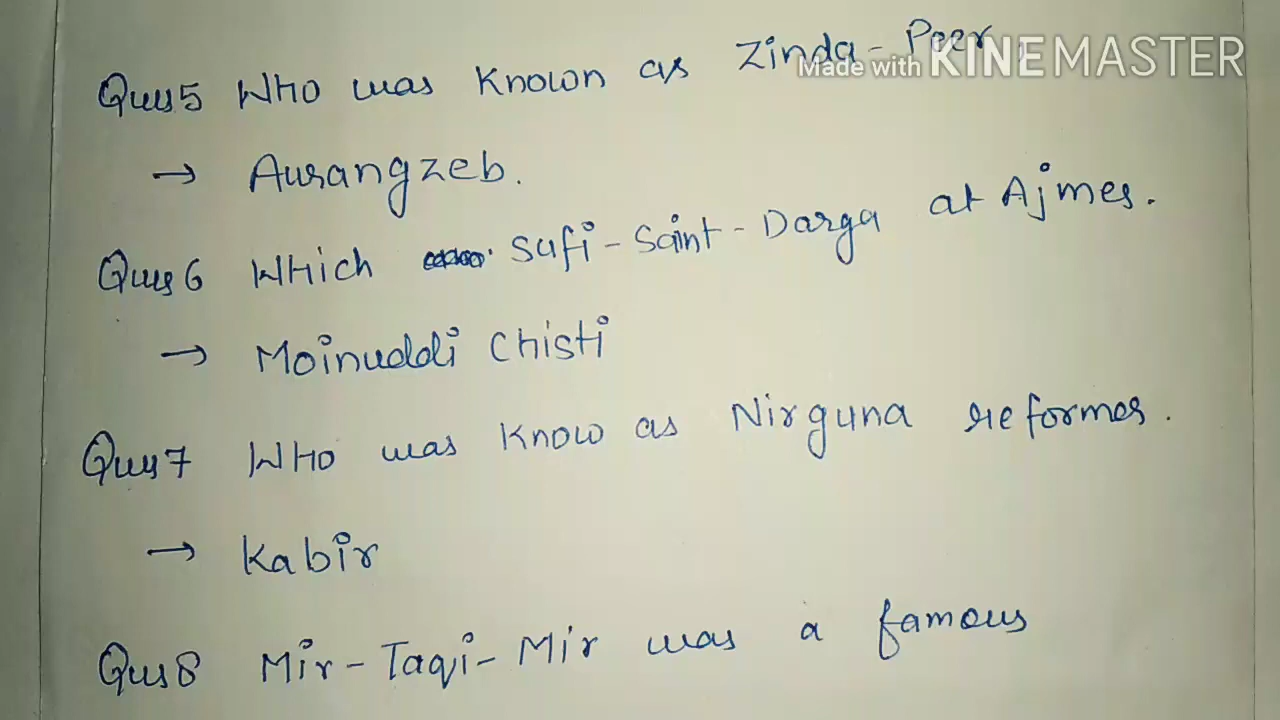 Ques5 Who was Known as Zinda-Peer,
Made with KINEMASTER
→ Aurangzeb.
Ques6 Which Sufi-Saint-Darga at Ajmer.
→ Moinuddi Chisti
Ques7 Who was Know as Nirguna reformer.
→ Kabir
Ques8 Mir-Taqi-Mir was a famous